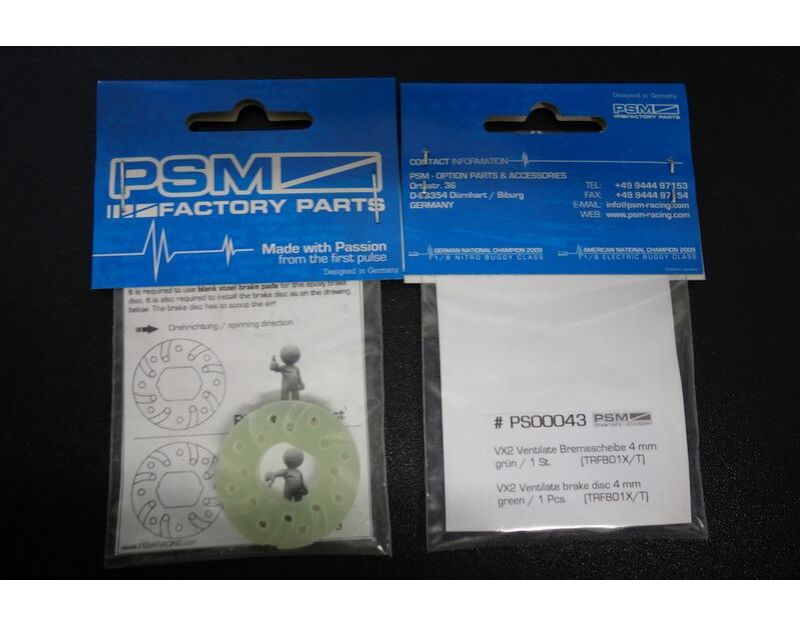 PSM
FACTORY PARTS
Made with Passion
from the first pulse
Designed in Germany
It is required to use blank steel brake pads for this epoxy brake
disc. It is also required to install the brake disc as on the drawing
below. The brake disc has to scoop the air!
Drehrichtung / spinning direction
Designed in Germany
PSM
FACTORY PARTS
CONTACT INFORMATION
PSM - OPTION PARTS & ACCESSORIES
Ortsstr. 36
D-93354 Dürnhart / Biburg
GERMANY
TEL: +49 9444 97153
FAX: +49 9444 97154
E-MAIL: info@psm-racing.com
WEB: www.psm-racing.com
GERMAN NATIONAL CHAMPION 2009
1/8 NITRO BUGGY CLASS
AMERICAN NATIONAL CHAMPION 2009
1/8 ELECTRIC BUGGY CLASS
# PS00043 PSM
VX2 Ventilate Bremsscheibe 4 mm
grün / 1 St. (TRF801X/T)
VX2 Ventilate brake disc 4 mm
green / 1 Pcs. (TRF801X/T)